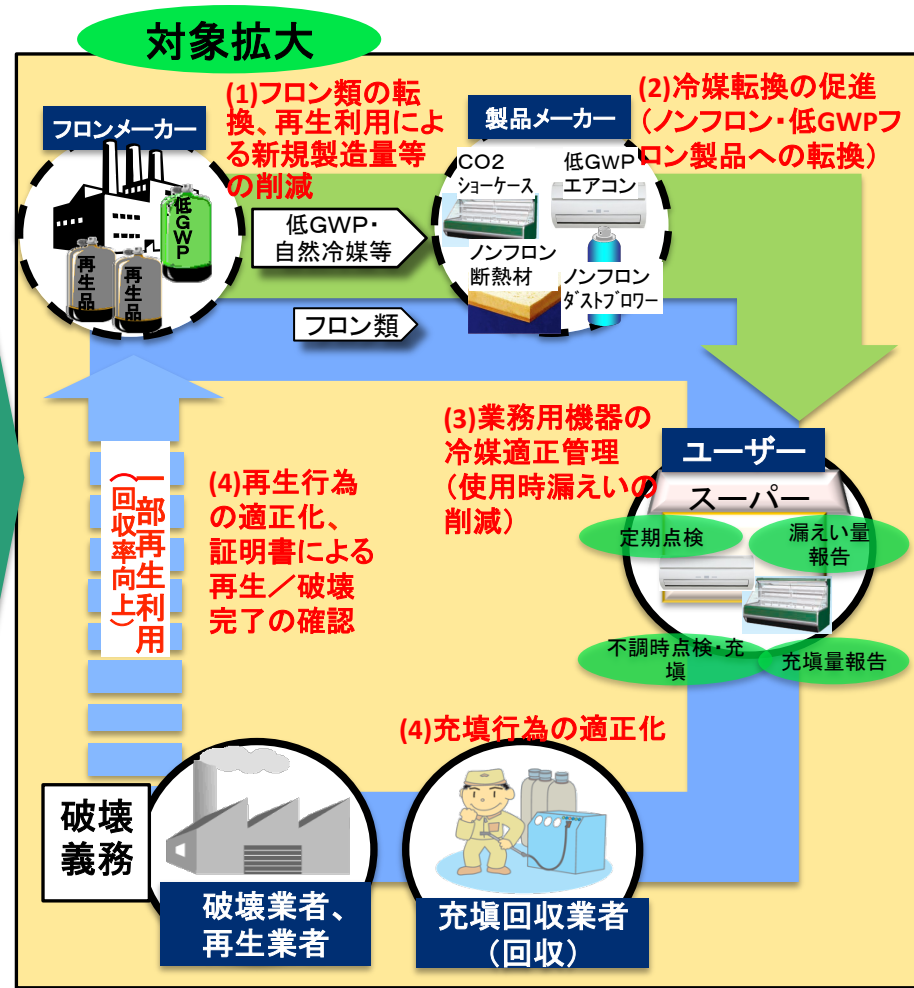 対象拡大
フロンメーカー
(1)フロン類の転
換、再生利用によ
る新規製造量等
の削減
製品メーカー
(2)冷媒転換の促進
（ノンフロン・低GWPフ
ロン製品への転換）
低GWP
再生品
再生品
低GWP・
自然冷媒等
フロン類
CO2
ショーケース
低GWP
エアコン
ノンフロン
断熱材
ノンフロン
ダストブロワー
(3)業務用機器の
冷媒適正管理
（使用時漏えいの
削減）
ユーザー
スーパー
定期点検
漏えい量
報告
不調時点検・充
塡
充塡量報告
一部再生利用
（回収率向上）
(4)再生行為
の適正化、
証明書による
再生／破壊
完了の確認
(4)充塡行為の適正化
破壊
義務
破壊業者、
再生業者
充塡回収業者
（回収）